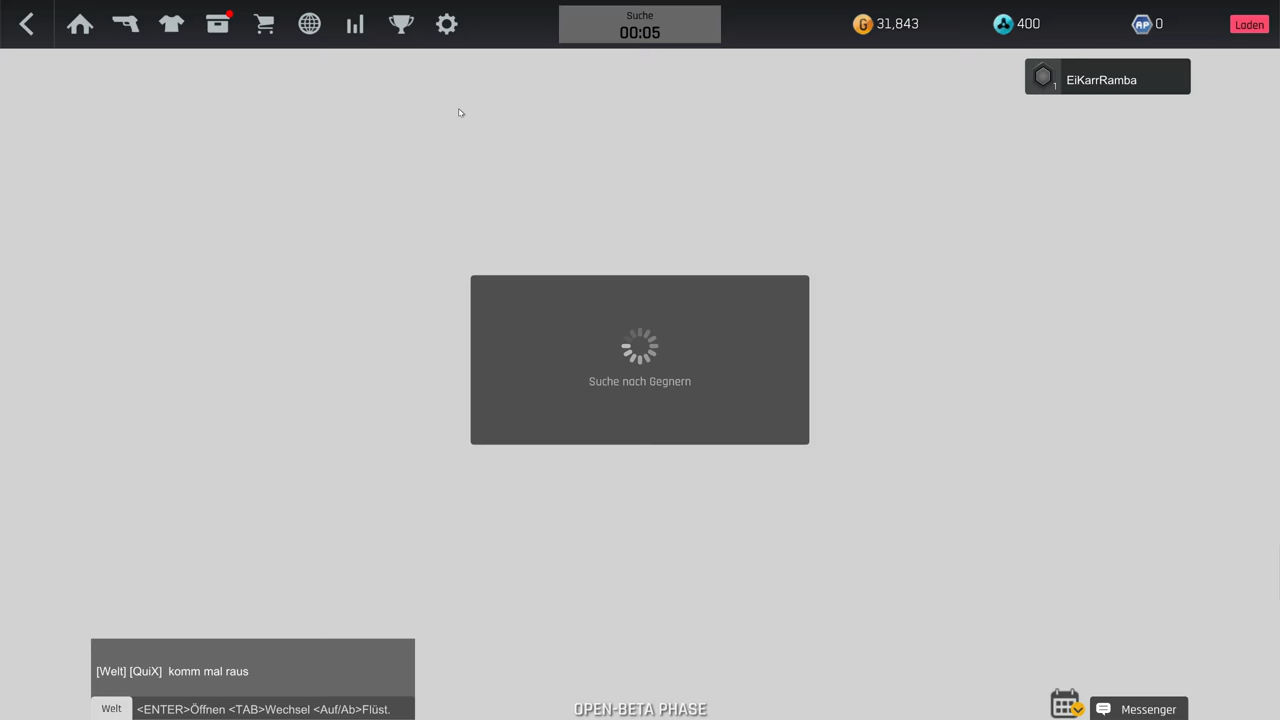 Suche
00:05
G 31,843
400
AP 0
Laden
1 EiKarrRamba
Suche nach Gegnern
[Welt] [QuiX]  komm mal raus
Welt <ENTER>Öffnen <TAB>Wechsel <Auf/Ab>Flüst.
OPEN-BETA PHASE
Messenger